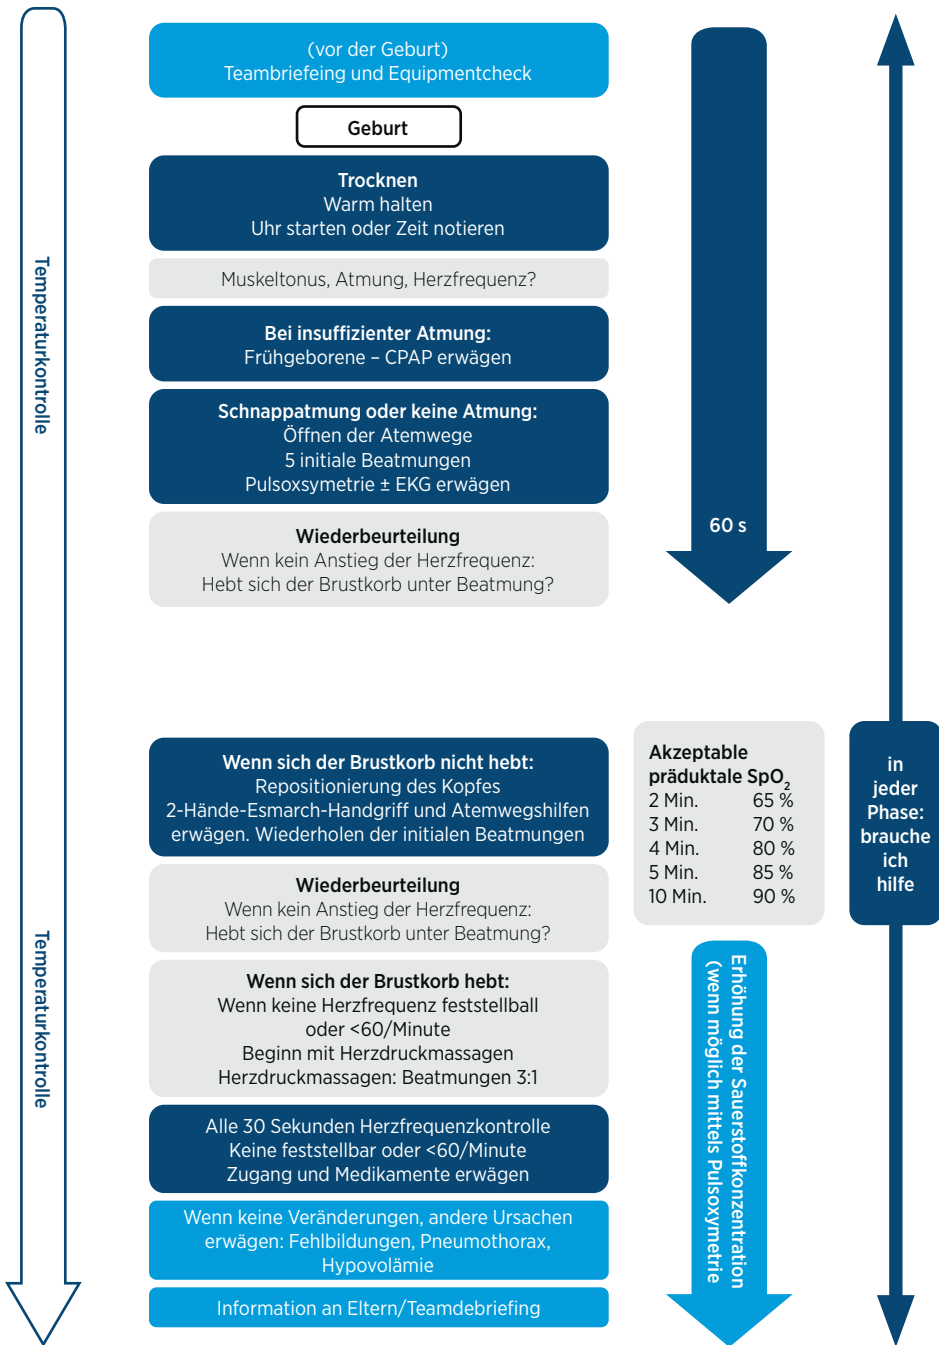 (vor der Geburt)
Teambriefeing und Equipmentcheck
Geburt
Trocknen
Warm halten
Uhr starten oder Zeit notieren
Muskeltonus, Atmung, Herzfrequenz?
Bei insuffizienter Atmung:
Frühgeborene – CPAP erwägen
Schnappatmung oder keine Atmung:
Öffnen der Atemwege
5 initiale Beatmungen
Pulsoxsymetrie ± EKG erwägen
Wiederbeurteilung
Wenn kein Anstieg der Herzfrequenz:
Hebt sich der Brustkorb unter Beatmung?
Wenn sich der Brustkorb nicht hebt:
Repositionierung des Kopfes
2-Hände-Esmarch-Handgriff und Atemwegshilfen
erwägen. Wiederholen der initialen Beatmungen
Wiederbeurteilung
Wenn kein Anstieg der Herzfrequenz:
Hebt sich der Brustkorb unter Beatmung?
Wenn sich der Brustkorb hebt:
Wenn keine Herzfrequenz feststellball
oder <60/Minute
Beginn mit Herzdruckmassagen
Herzdruckmassagen: Beatmungen 3:1
Alle 30 Sekunden Herzfrequenzkontrolle
Keine feststellbar oder <60/Minute
Zugang und Medikamente erwägen
Wenn keine Veränderungen, andere Ursachen
erwägen: Fehlbildungen, Pneumothorax,
Hypovolämie
Information an Eltern/Teamdebriefing
Temperaturkontrolle
Temperaturkontrolle
60 s
Akzeptable
präduktale SpO₂
2 Min. 65 %
3 Min. 70 %
4 Min. 80 %
5 Min. 85 %
10 Min. 90 %
Erhöhung der Sauerstoffkonzentration
(wenn möglich mittels Pulsoxymetrie
in
jeder
Phase:
brauche
ich
hilfe